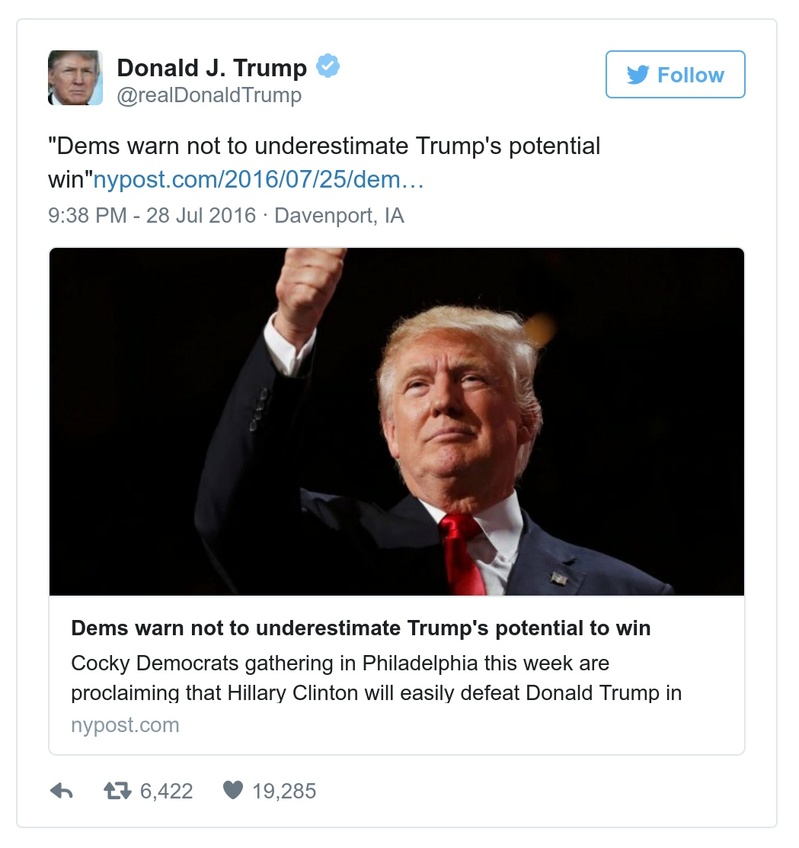 Donald J. Trump
@realDonaldTrump
Follow
"Dems warn not to underestimate Trump's potential
win"nypost.com/2016/07/25/dem…
9:38 PM - 28 Jul 2016 · Davenport, IA
Dems warn not to underestimate Trump's potential to win
Cocky Democrats gathering in Philadelphia this week are
proclaiming that Hillary Clinton will easily defeat Donald Trump in
nypost.com
6,422 19,285